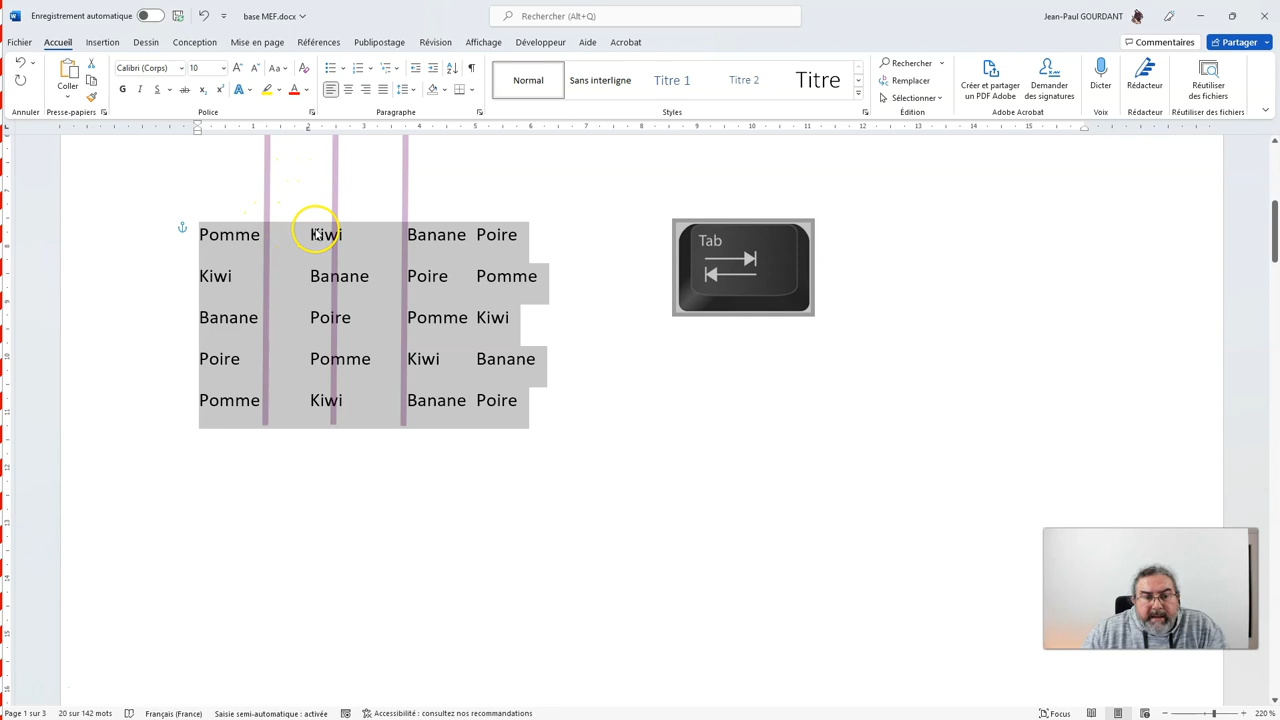 Enregistrement automatique
base MEF.docx
Rechercher (Alt+Q)
Jean-Paul GOURDANT
Fichier Accueil Insertion Dessin Conception Mise en page Références Publipostage Révision Affichage Développeur Aide Acrobat
Commentaires Partager
Calibri (Corps) 10
Coller
Normal Sans interligne Titre 1 Titre 2 Titre
Rechercher
Remplacer
Sélectionner
Créer et partager un PDF Adobe
Demander des signatures
Dicter
Rédacteur
Réutiliser des fichiers
Annuler Presse-papiers Police Paragraphe Styles Édition Adobe Acrobat Voix Rédacteur Réutiliser des fichiers
Pomme Kiwi Banane Poire
Kiwi Banane Poire Pomme
Banane Poire Pomme Kiwi
Poire Pomme Kiwi Banane
Pomme Kiwi Banane Poire
Tab
Page 1 sur 3 20 sur 142 mots Français (France) Saisie semi-automatique : activée Accessibilité : consultez nos recommandations Focus 220 %